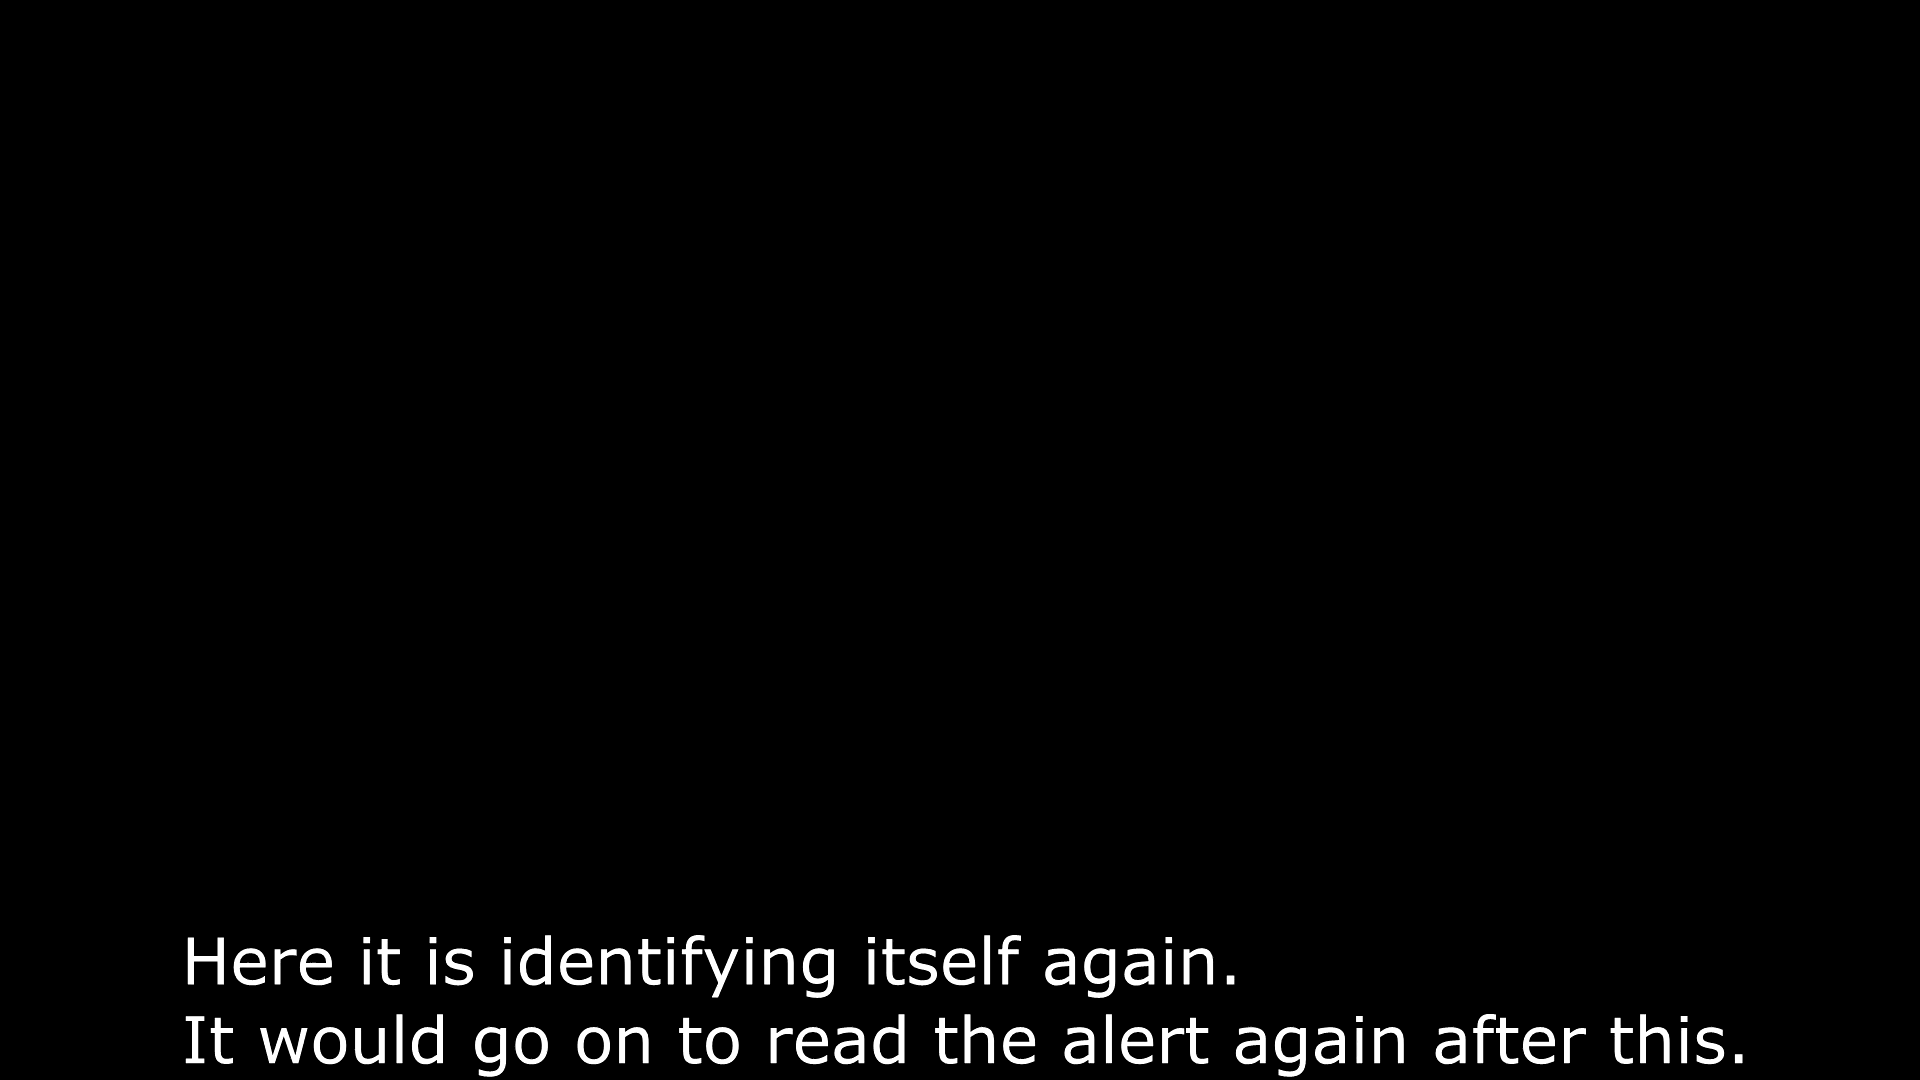 Here it is identifying itself again.
It would go on to read the alert again after this.